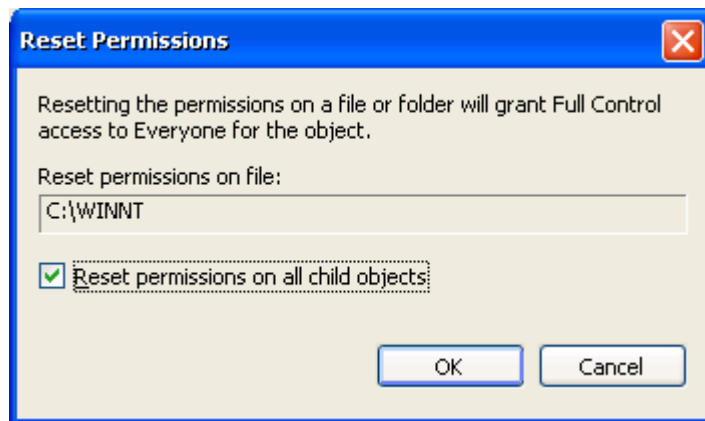 Reset Permissions
Resetting the permissions on a file or folder will grant Full Control
access to Everyone for the object.
Reset permissions on file:
C:\WINNT
Reset permissions on all child objects
OK Cancel